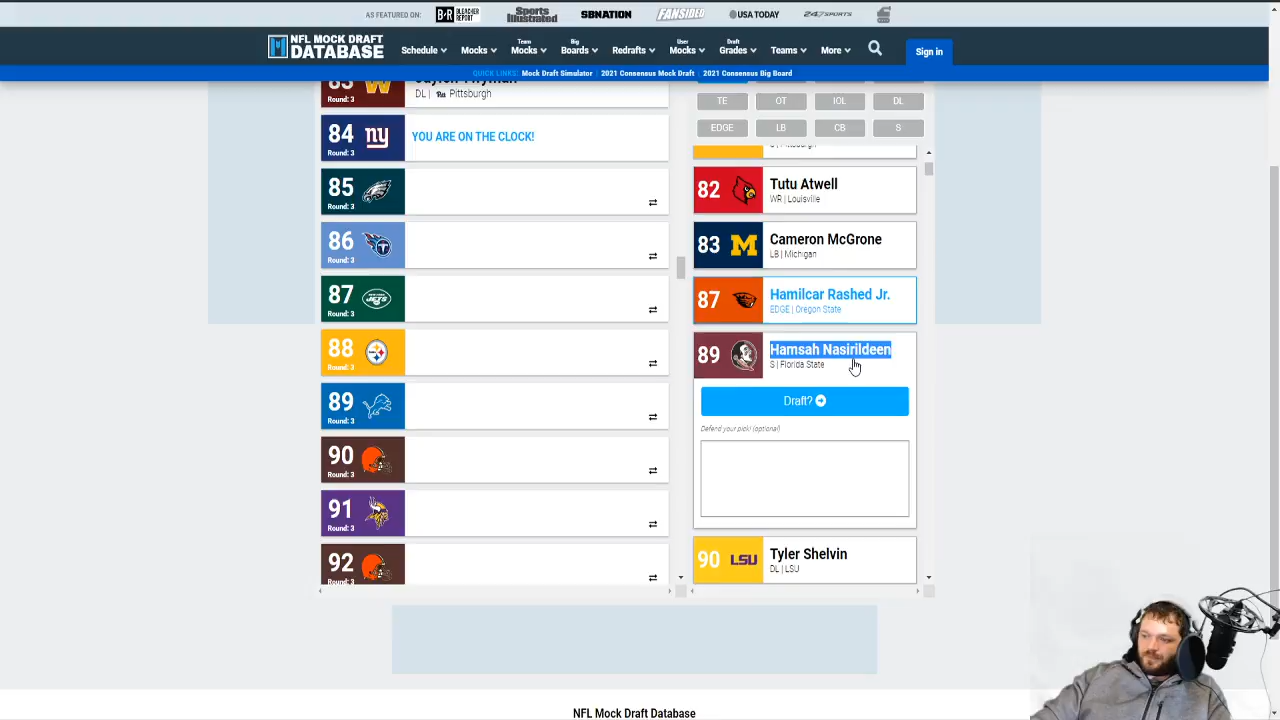 AS FEATURED ON: B/R BLEACHER REPORT Sports Illustrated SBNATION FANSIDED USA TODAY 247SPORTS
NFL MOCK DRAFT DATABASE
Schedule Mocks Team Mocks Big Boards Redrafts User Mocks Draft Grades Teams More Sign in
QUICK LINKS: Mock Draft Simulator | 2021 Consensus Mock Draft | 2021 Consensus Big Board
Round: 3
DL | Pitt Pittsburgh
84 ny YOU ARE ON THE CLOCK!
Round: 3
85
Round: 3
86
Round: 3
87 JETS
Round: 3
88
Round: 3
89
Round: 3
90
Round: 3
91
Round: 3
92
Round: 3
TE OT IOL DL
EDGE LB CB S
82 Tutu Atwell
WR | Louisville
83 M Cameron McGrone
LB | Michigan
87 Hamilcar Rashed Jr.
EDGE | Oregon State
89 Hamsah Nasirildeen
S | Florida State
Draft?
Defend your pick! (optional)
90 LSU Tyler Shelvin
DL | LSU
NFL Mock Draft Database